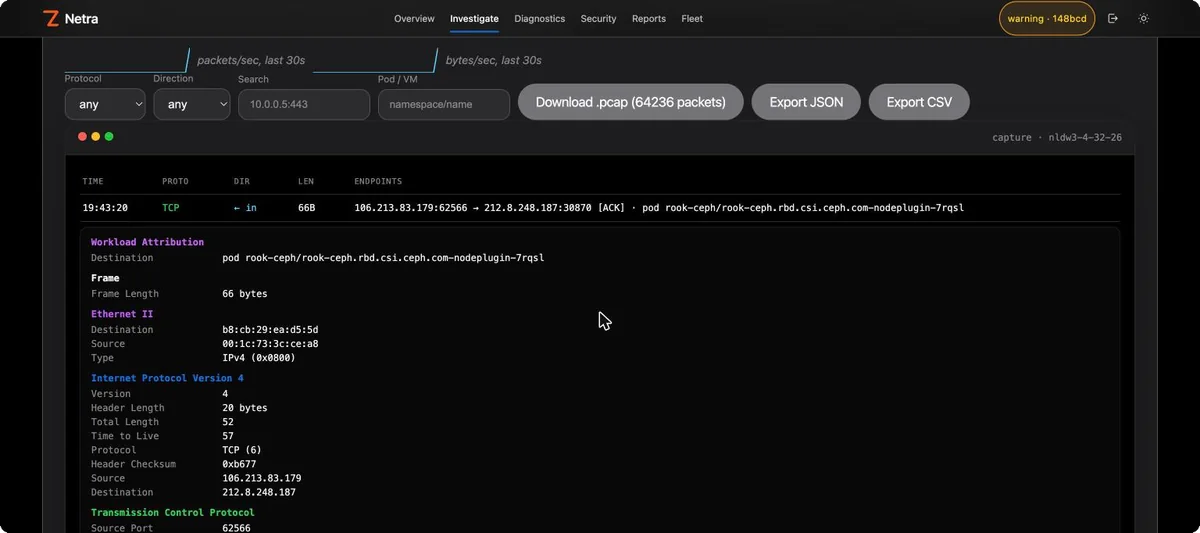 Netra
Overview Investigate Diagnostics Security Reports Fleet
warning · 148bcd
packets/sec, last 30s bytes/sec, last 30s
Protocol Direction Search Pod / VM
any any 10.0.0.5:443 namespace/name Download .pcap (64236 packets) Export JSON Export CSV
capture · nldw3-4-32-26
TIME PROTO DIR LEN ENDPOINTS
19:43:20 TCP ← in 66B 106.213.83.179:62566 → 212.8.248.187:30870 [ACK] · pod rook-ceph/rook-ceph.rbd.csi.ceph.com-nodeplugin-7rqsl
Workload Attribution
Destination pod rook-ceph/rook-ceph.rbd.csi.ceph.com-nodeplugin-7rqsl
Frame
Frame Length 66 bytes
Ethernet II
Destination b8:cb:29:ea:d5:5d
Source 00:1c:73:3c:ce:a8
Type IPv4 (0x0800)
Internet Protocol Version 4
Version 4
Header Length 20 bytes
Total Length 52
Time to Live 57
Protocol TCP (6)
Header Checksum 0xb677
Source 106.213.83.179
Destination 212.8.248.187
Transmission Control Protocol
Source Port 62566